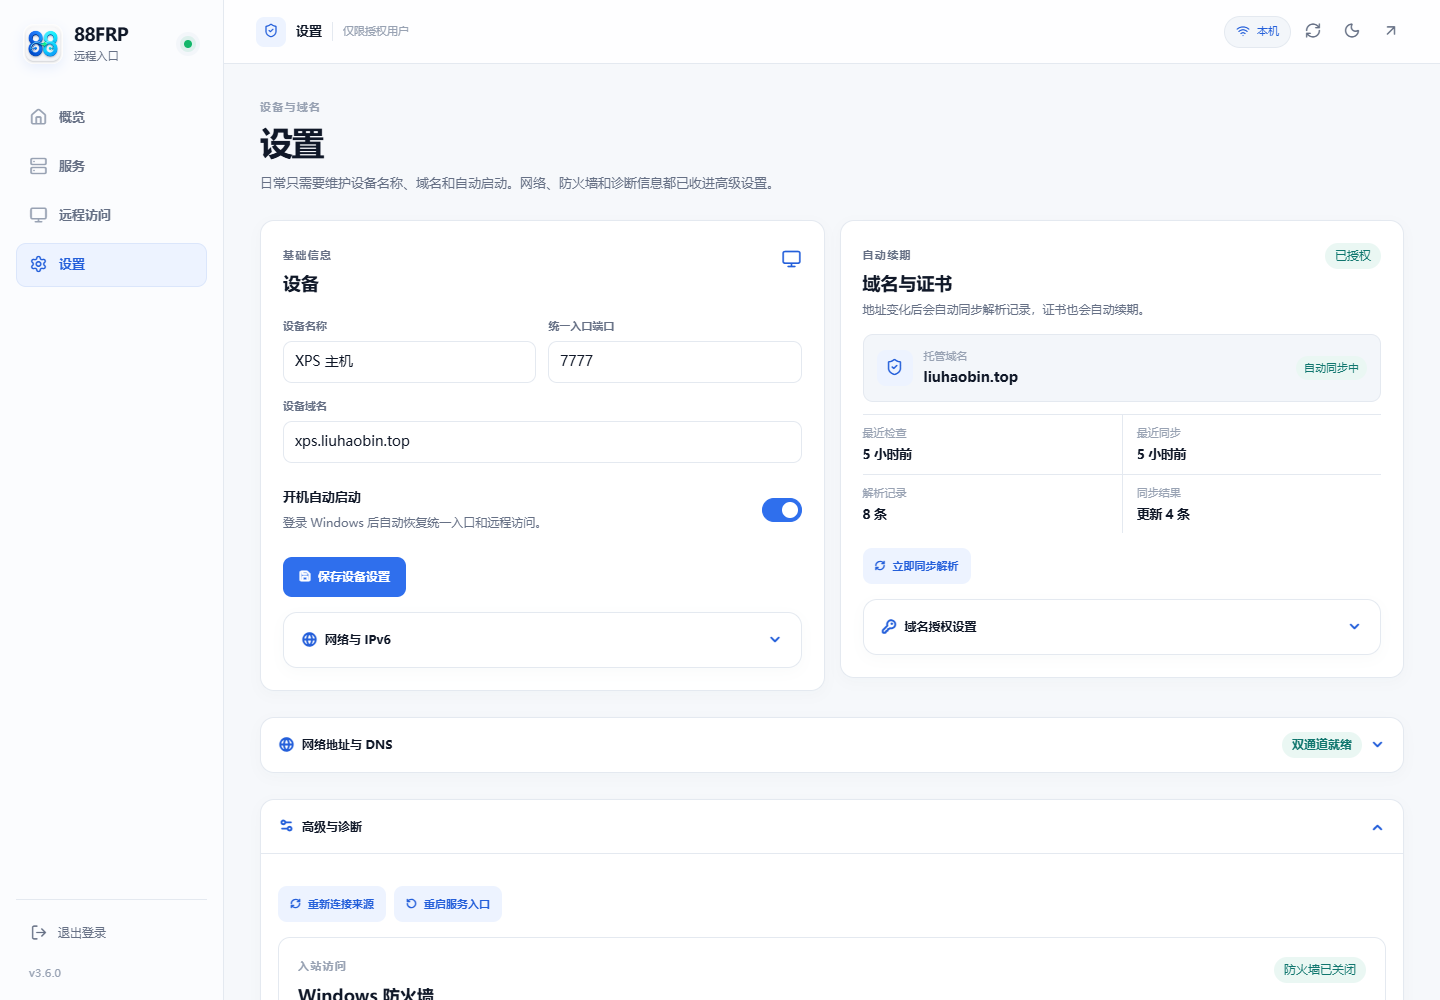 88FRP
远程入口
概览
服务
远程访问
设置
退出登录
v3.6.0
设置
仅限授权用户
本机
设备与域名
设置
日常只需要维护设备名称、域名和自动启动。网络、防火墙和诊断信息都已收进高级设置。
基础信息
设备
设备名称
统一入口端口
XPS 主机
7777
设备域名
xps.liuhaobin.top
开机自动启动
登录 Windows 后自动恢复统一入口和远程访问。
保存设备设置
网络与 IPv6
自动续期
已授权
域名与证书
地址变化后会自动同步解析记录，证书也会自动续期。
托管域名
liuhaobin.top
自动同步中
最近检查
5 小时前
最近同步
5 小时前
解析记录
8 条
同步结果
更新 4 条
立即同步解析
域名授权设置
网络地址与 DNS
双通道就绪
高级与诊断
重新连接来源
重启服务入口
入站访问
防火墙已关闭
Windows 防火墙